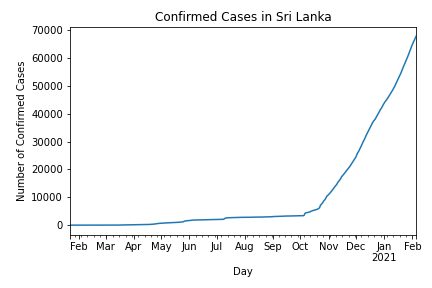 Confirmed Cases in Sri Lanka
70000
60000
50000
40000
30000
20000
10000
0
Number of Confirmed Cases
Feb Mar Apr May Jun Jul Aug Sep Oct Nov Dec Jan Feb
2021
Day